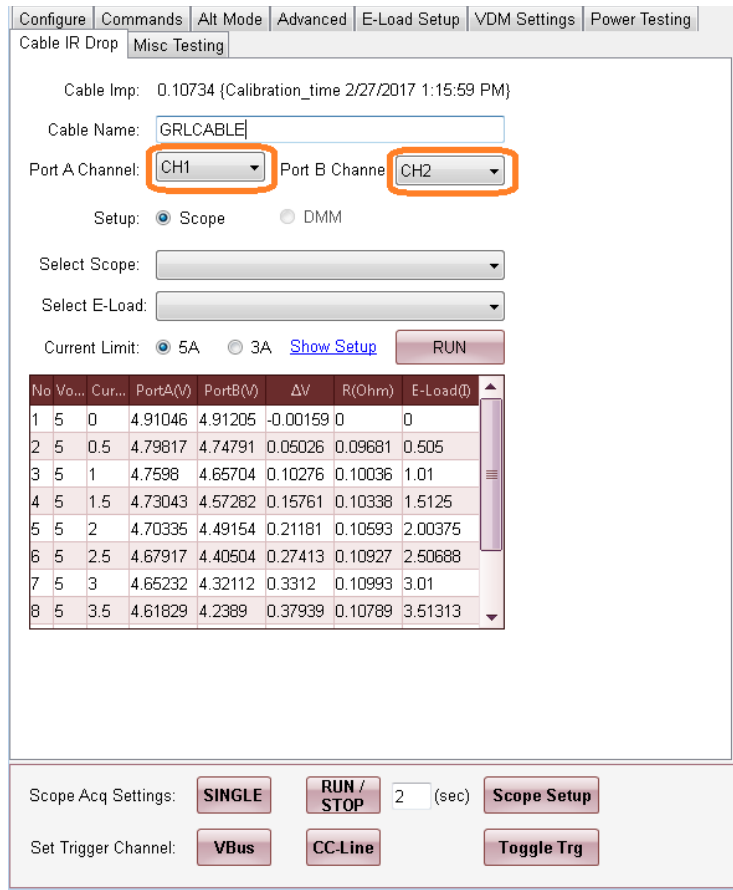 Configure Commands Alt Mode Advanced E-Load Setup VDM Settings Power Testing
Cable IR Drop Misc Testing
Cable Imp: 0.10734 {Calibration_time 2/27/2017 1:15:59 PM}
Cable Name: GRLCABLE
Port A Channel: CH1 Port B Channe CH2
Setup: Scope DMM
Select Scope:
Select E-Load:
Current Limit: 5A 3A Show Setup RUN
No Vo... Cur... PortA(V) PortB(V) ΔV R(Ohm) E-Load(I)
1 5 0 4.91046 4.91205 -0.00159 0 0
2 5 0.5 4.79817 4.74791 0.05026 0.09681 0.505
3 5 1 4.7598 4.65704 0.10276 0.10036 1.01
4 5 1.5 4.73043 4.57282 0.15761 0.10338 1.5125
5 5 2 4.70335 4.49154 0.21181 0.10593 2.00375
6 5 2.5 4.67917 4.40504 0.27413 0.10927 2.50688
7 5 3 4.65232 4.32112 0.3312 0.10993 3.01
8 5 3.5 4.61829 4.2389 0.37939 0.10789 3.51313
Scope Acq Settings: SINGLE RUN / STOP 2 (sec) Scope Setup
Set Trigger Channel: VBus CC-Line Toggle Trg